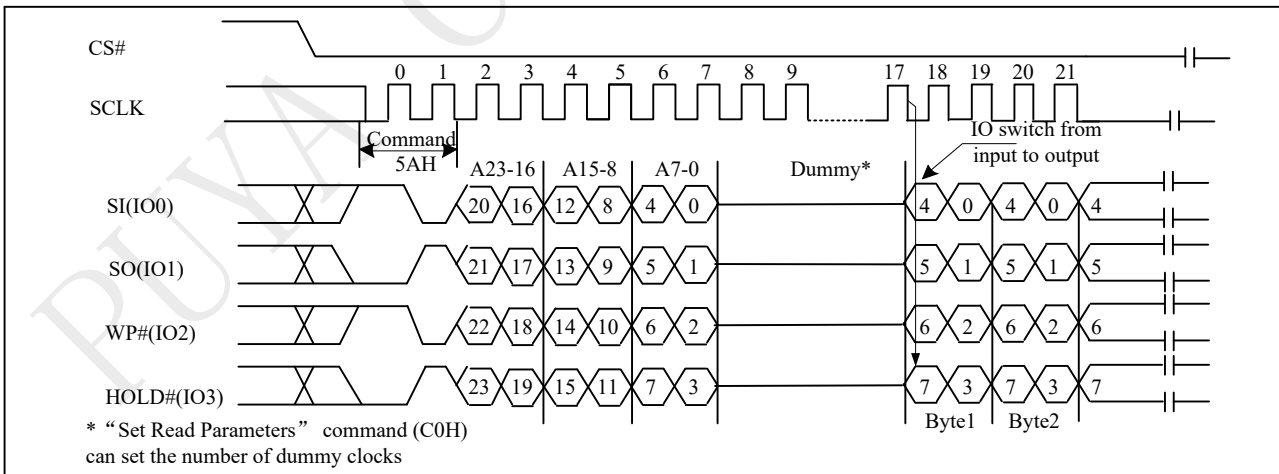 PUYA
CS#
0 1 2 3 4 5 6 7 8 9 17 18 19 20 21
SCLK
IO switch from
input to output
Command
5AH
A23-16 A15-8 A7-0 Dummy*
SI(IO0) 20 16 12 8 4 0 4 0 4 0 4
SO(IO1) 21 17 13 9 5 1 5 1 5 1 5
WP#(IO2) 22 18 14 10 6 2 6 2 6 2 6
HOLD#(IO3) 23 19 15 11 7 3 7 3 7 3 7
Byte1 Byte2
* “Set Read Parameters” command (C0H)
can set the number of dummy clocks